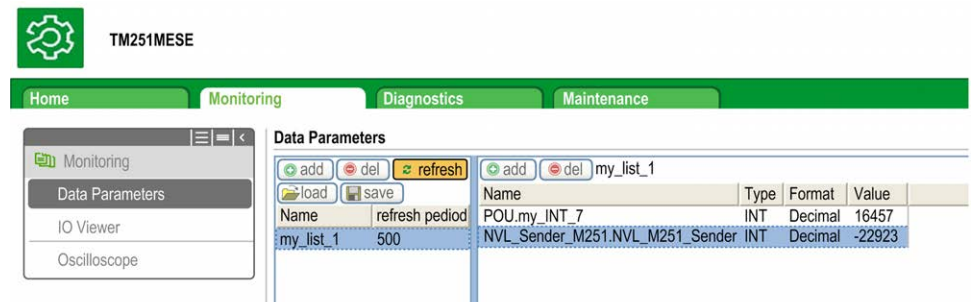 TM251MESE
Home Monitoring Diagnostics Maintenance
Monitoring
Data Parameters
IO Viewer
Oscilloscope
Data Parameters
add del refresh
load save
Name refresh pediod
my_list_1 500
add del my_list_1
Name Type Format Value
POU.my_INT_7 INT Decimal 16457
NVL_Sender_M251.NVL_M251_Sender INT Decimal -22923